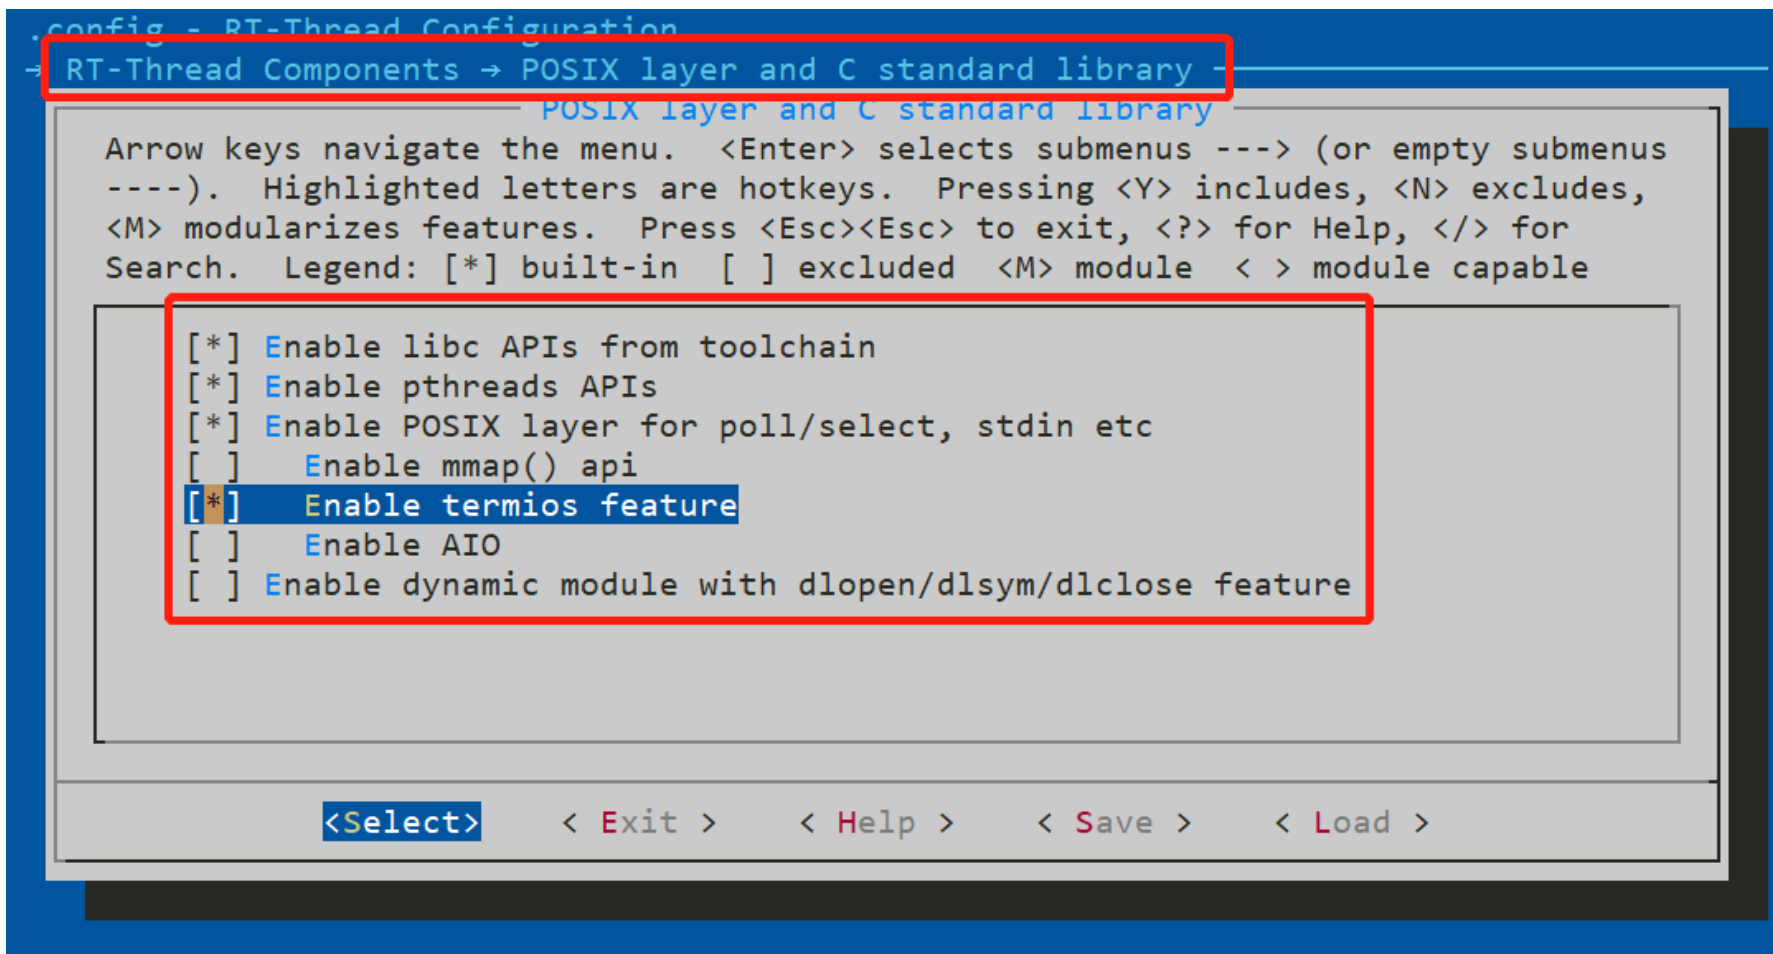 .config - RT-Thread Configuration
→ RT-Thread Components → POSIX layer and C standard library
POSIX layer and C standard library
Arrow keys navigate the menu.  <Enter> selects submenus ---> (or empty submenus
----).  Highlighted letters are hotkeys.  Pressing <Y> includes, <N> excludes,
<M> modularizes features.  Press <Esc><Esc> to exit, <?> for Help, </> for
Search.  Legend: [*] built-in  [ ] excluded  <M> module  < > module capable
[*] Enable libc APIs from toolchain
[*] Enable pthreads APIs
[*] Enable POSIX layer for poll/select, stdin etc
[ ]   Enable mmap() api
[*]   Enable termios feature
[ ]   Enable AIO
[ ] Enable dynamic module with dlopen/dlsym/dlclose feature
<Select>    < Exit >    < Help >    < Save >    < Load >